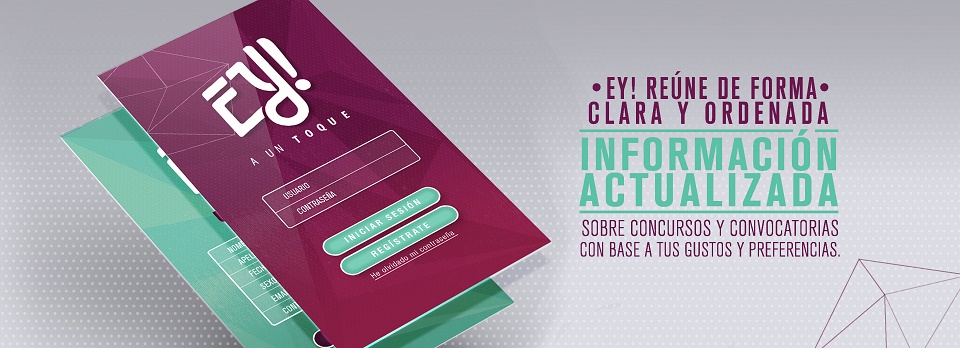 EY!
A UN TOQUE
USUARIO
CONTRASEÑA
INICIAR SESIÓN
REGÍSTRATE
He olvidado mi contraseña
•EY! REÚNE DE FORMA•
CLARA Y ORDENADA
INFORMACIÓN
ACTUALIZADA
SOBRE CONCURSOS Y CONVOCATORIAS
CON BASE A TUS GUSTOS Y PREFERENCIAS.